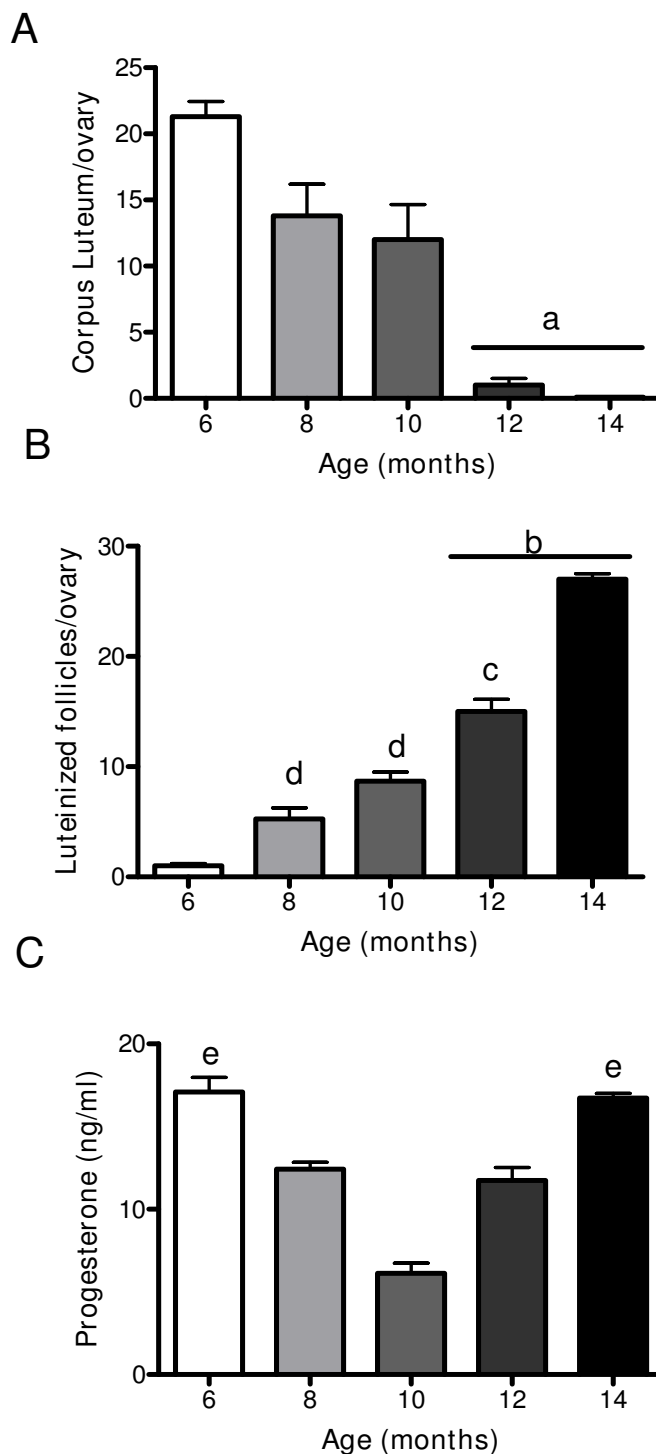 A
Corpus Luteum/ovary
25
20
15
10
5
0
a
6 8 10 12 14
Age (months)
B
Luteinized follicles/ovary
30
20
10
0
b
c
d d
6 8 10 12 14
Age (months)
C
Progesterone (ng/ml)
20
10
0
e e
6 8 10 12 14
Age (months)